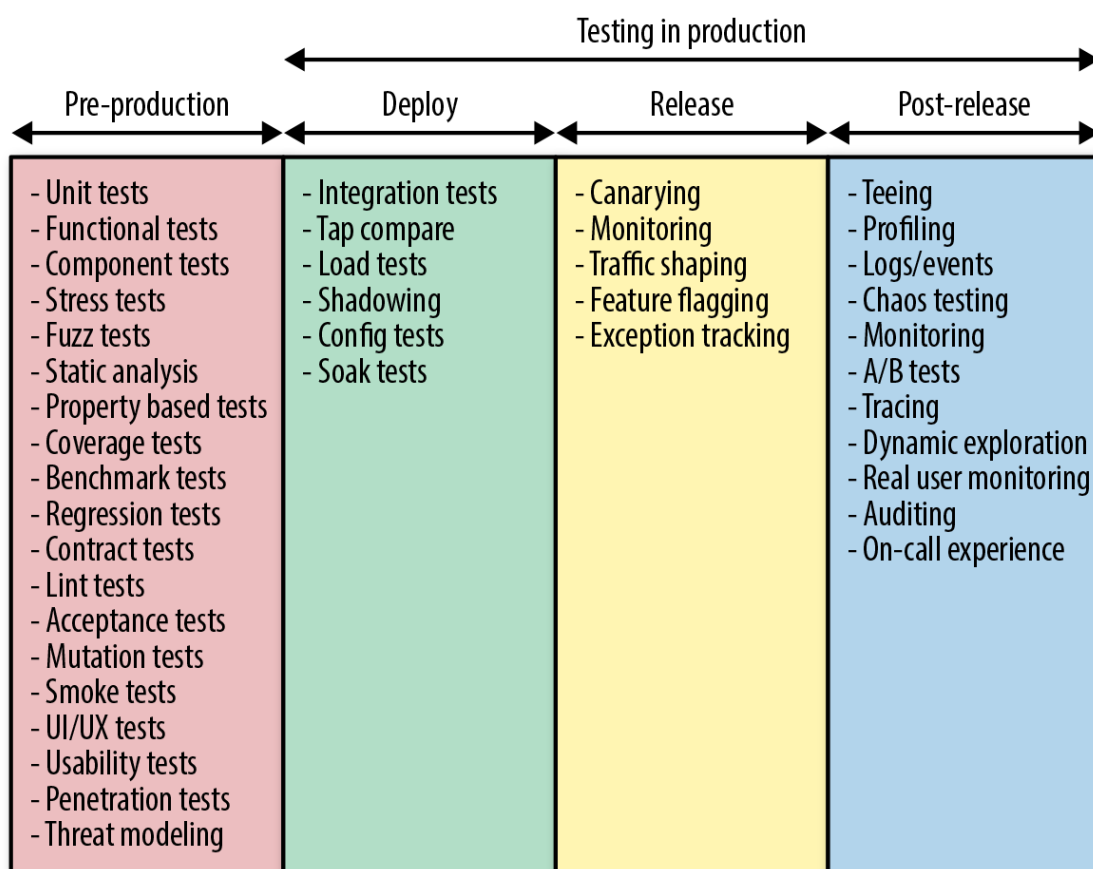 Testing in production
Pre-production
Deploy
Release
Post-release
- Unit tests
- Functional tests
- Component tests
- Stress tests
- Fuzz tests
- Static analysis
- Property based tests
- Coverage tests
- Benchmark tests
- Regression tests
- Contract tests
- Lint tests
- Acceptance tests
- Mutation tests
- Smoke tests
- UI/UX tests
- Usability tests
- Penetration tests
- Threat modeling
- Integration tests
- Tap compare
- Load tests
- Shadowing
- Config tests
- Soak tests
- Canarying
- Monitoring
- Traffic shaping
- Feature flagging
- Exception tracking
- Teeing
- Profiling
- Logs/events
- Chaos testing
- Monitoring
- A/B tests
- Tracing
- Dynamic exploration
- Real user monitoring
- Auditing
- On-call experience